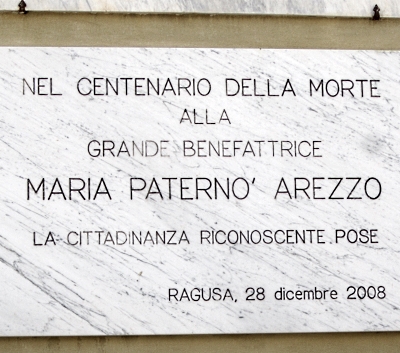 NEL CENTENARIO DELLA MORTE
ALLA
GRANDE BENEFATTRICE
MARIA PATERNO' AREZZO
LA CITTADINANZA RICONOSCENTE POSE
RAGUSA, 28 dicembre 2008